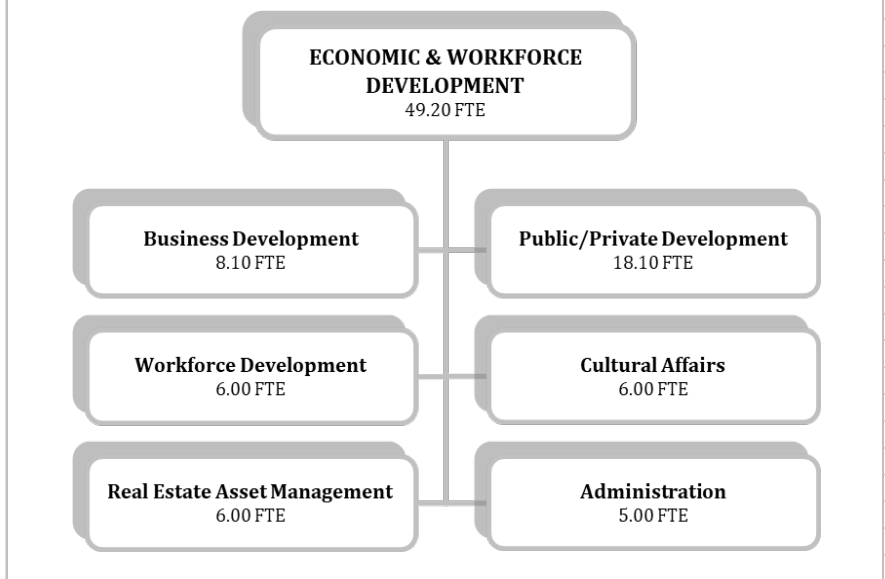 ECONOMIC & WORKFORCE
DEVELOPMENT
49.20 FTE
Business Development
8.10 FTE
Public/Private Development
18.10 FTE
Workforce Development
6.00 FTE
Cultural Affairs
6.00 FTE
Real Estate Asset Management
6.00 FTE
Administration
5.00 FTE